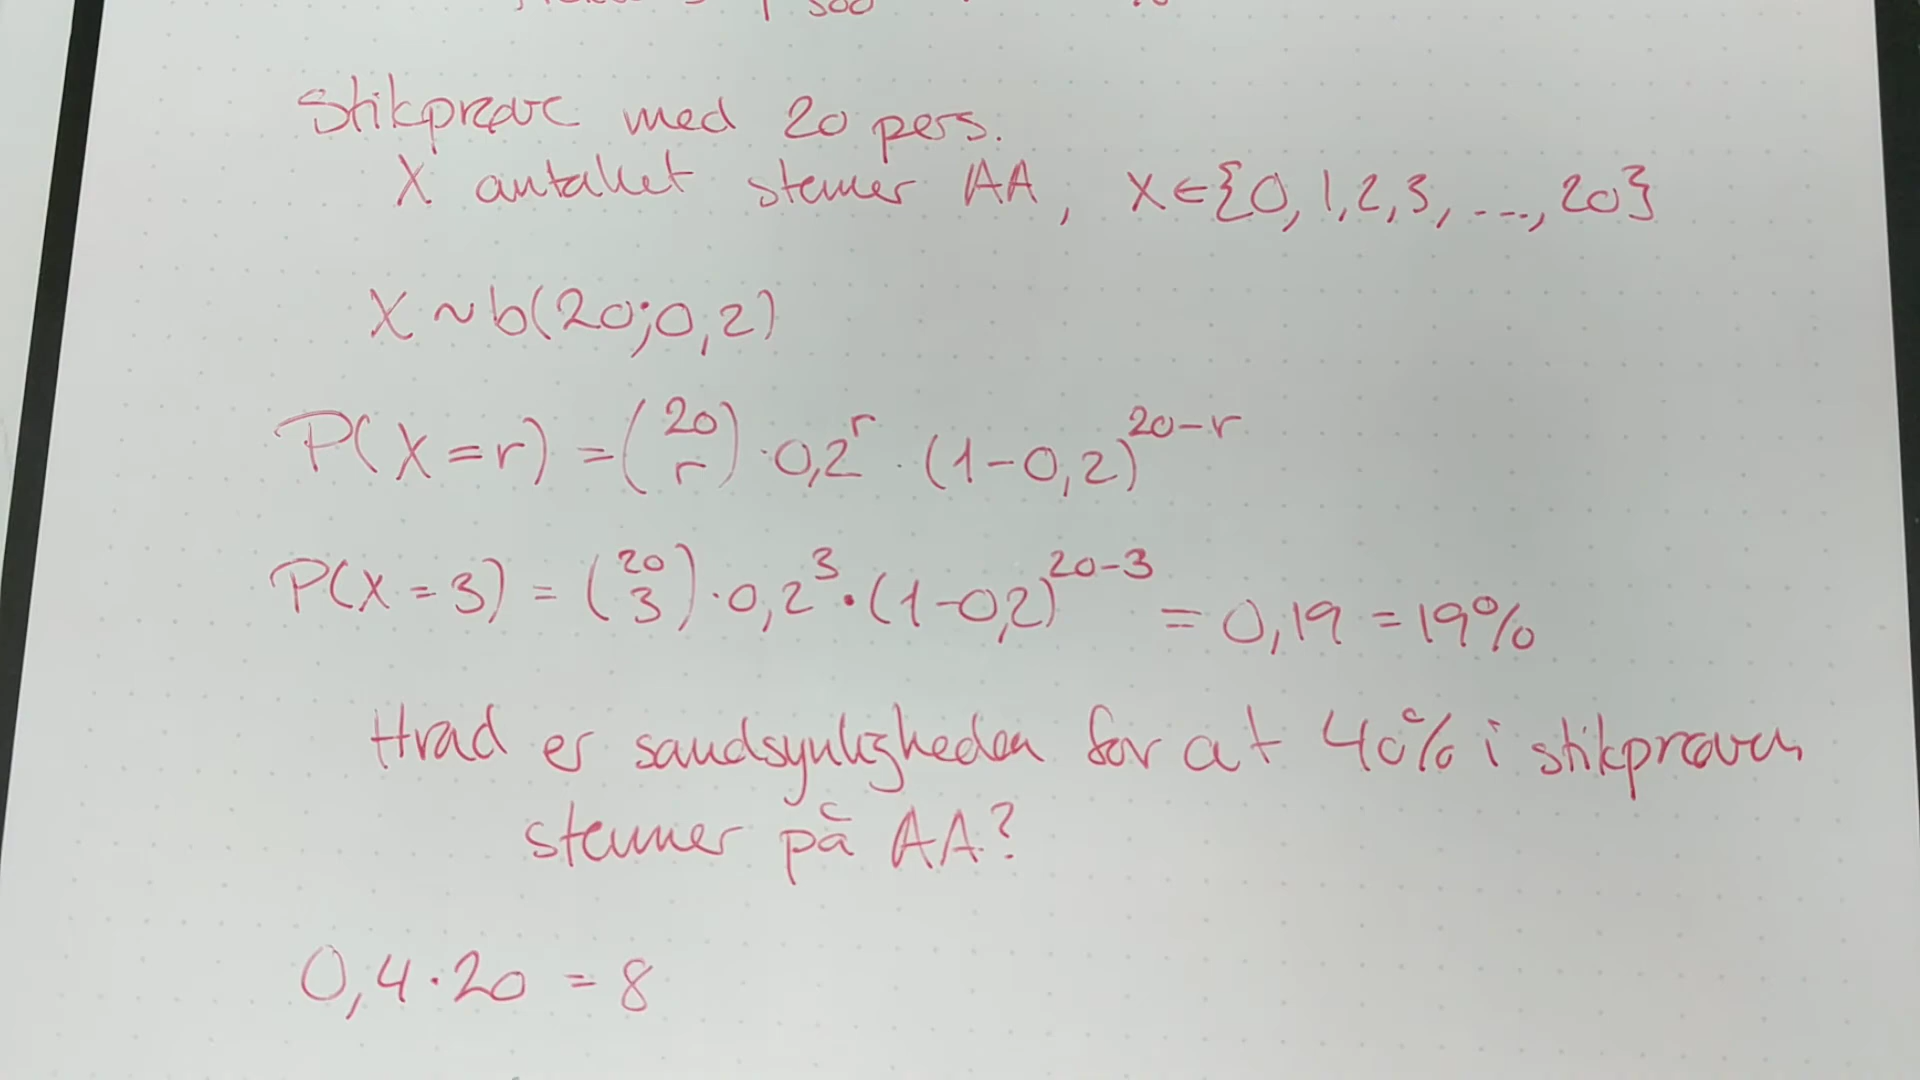 500
Stikprøve med 20 pers.
X antallet stemmer AA, X∈{0,1,2,3,...,20}
X ~ b(20;0,2)
P(X=r) = (20 r) · 0,2^r · (1-0,2)^20-r
P(X=3) = (20 3) · 0,2^3 · (1-0,2)^20-3 = 0,19 = 19%
Hvad er sandsynligheden for at 40% i stikprøven
stemmer på AA?
0,4·20 = 8